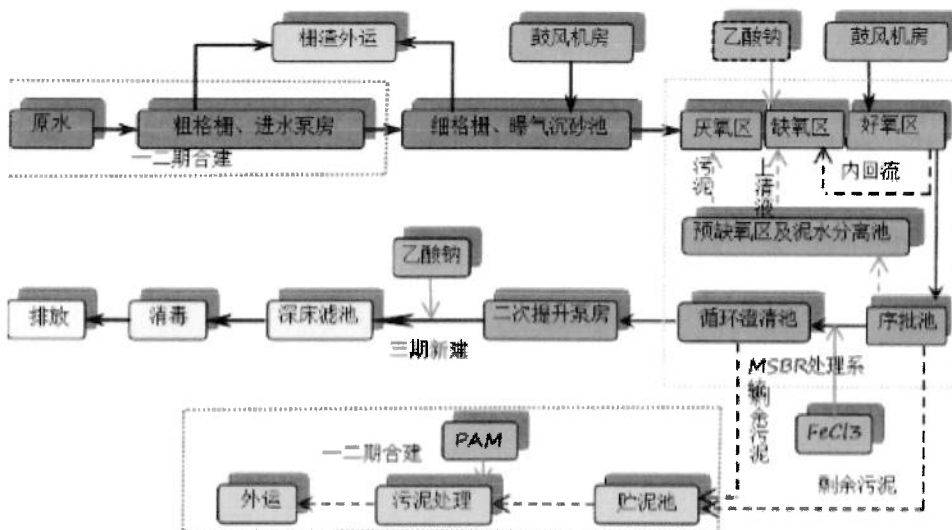 栅渣外运
鼓风机房
乙酸钠
鼓风机房
原水
粗格栅、进水泵房
细格栅、曝气沉砂池
厌氧区
缺氧区
好氧区
一二期合建
污泥
上清液
内回流
预缺氧区及泥水分离池
乙酸钠
排放
消毒
深床滤池
二次提升泵房
循环澄清池
序批池
三期新建
MSBR处理系统
剩余污泥
FeCl3
PAM
一二期合建
剩余污泥
外运
污泥处理
贮泥池